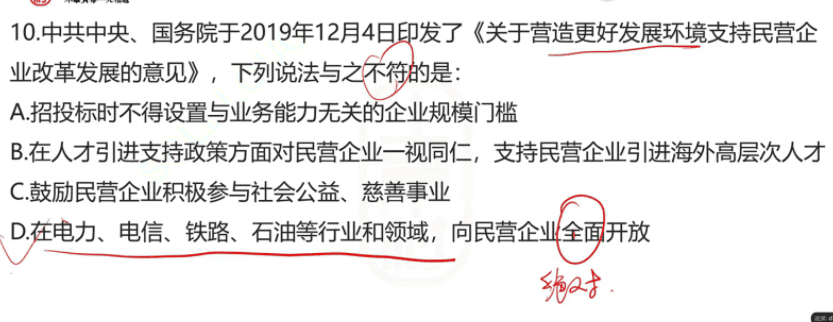 10.中共中央、国务院于2019年12月4日印发了《关于营造更好发展环境支持民营企
业改革发展的意见》，下列说法与之不符的是：
A.招投标时不得设置与业务能力无关的企业规模门槛
B.在人才引进支持政策方面对民营企业一视同仁，支持民营企业引进海外高层次人才
C.鼓励民营企业积极参与社会公益、慈善事业
D.在电力、电信、铁路、石油等行业和领域，向民营企业全面开放
绝对.